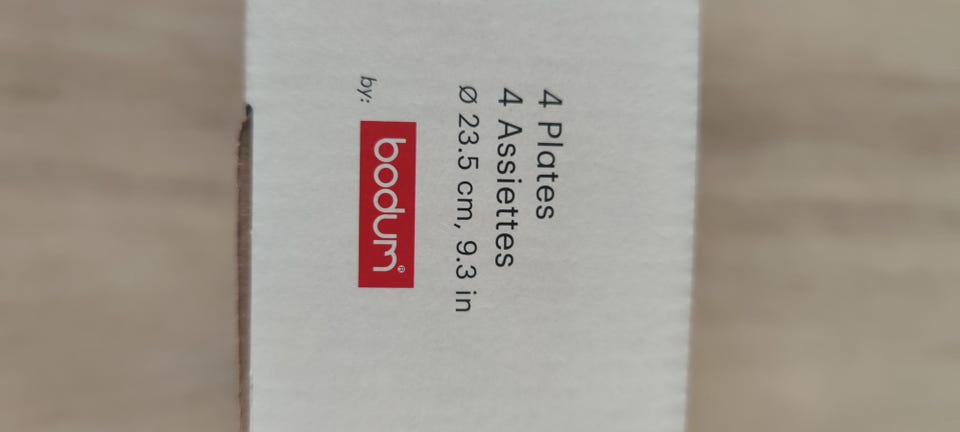 4 Plates
4 Assiettes
Ø 23.5 cm, 9.3 in
by:
bodum®